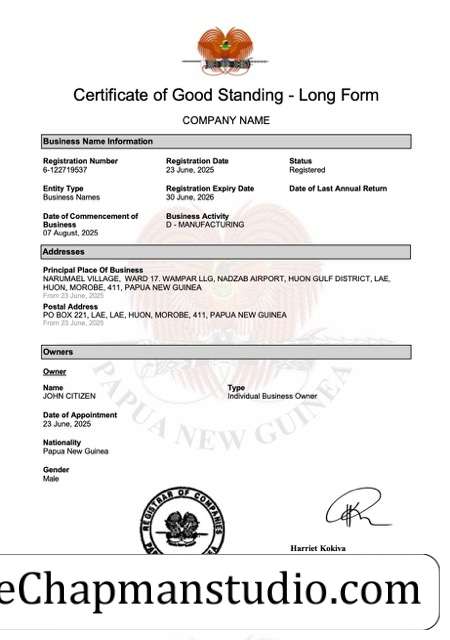 Certificate of Good Standing - Long Form
COMPANY NAME
Business Name Information
Registration Number Registration Date Status
6-122719537 23 June, 2025 Registered
Entity Type Registration Expiry Date Date of Last Annual Return
Business Names 30 June, 2026
Date of Commencement of Business Activity
Business D - MANUFACTURING
07 August, 2025
Addresses
Principal Place Of Business
NARUMAEL VILLAGE, WARD 17. WAMPAR LLG, NADZAB AIRPORT, HUON GULF DISTRICT, LAE,
HUON, MOROBE, 411, PAPUA NEW GUINEA
From 23 June, 2025
Postal Address
PO BOX 221, LAE, LAE, HUON, MOROBE, 411, PAPUA NEW GUINEA
From 23 June, 2025
Owners
Owner
Name Type
JOHN CITIZEN Individual Business Owner
Date of Appointment
23 June, 2025
Nationality
Papua New Guinea
Gender
Male
PAPUA NEW GUINEA
REGISTRAR OF COMPANIES
Harriet Kokiva
eChapmanstudio.com